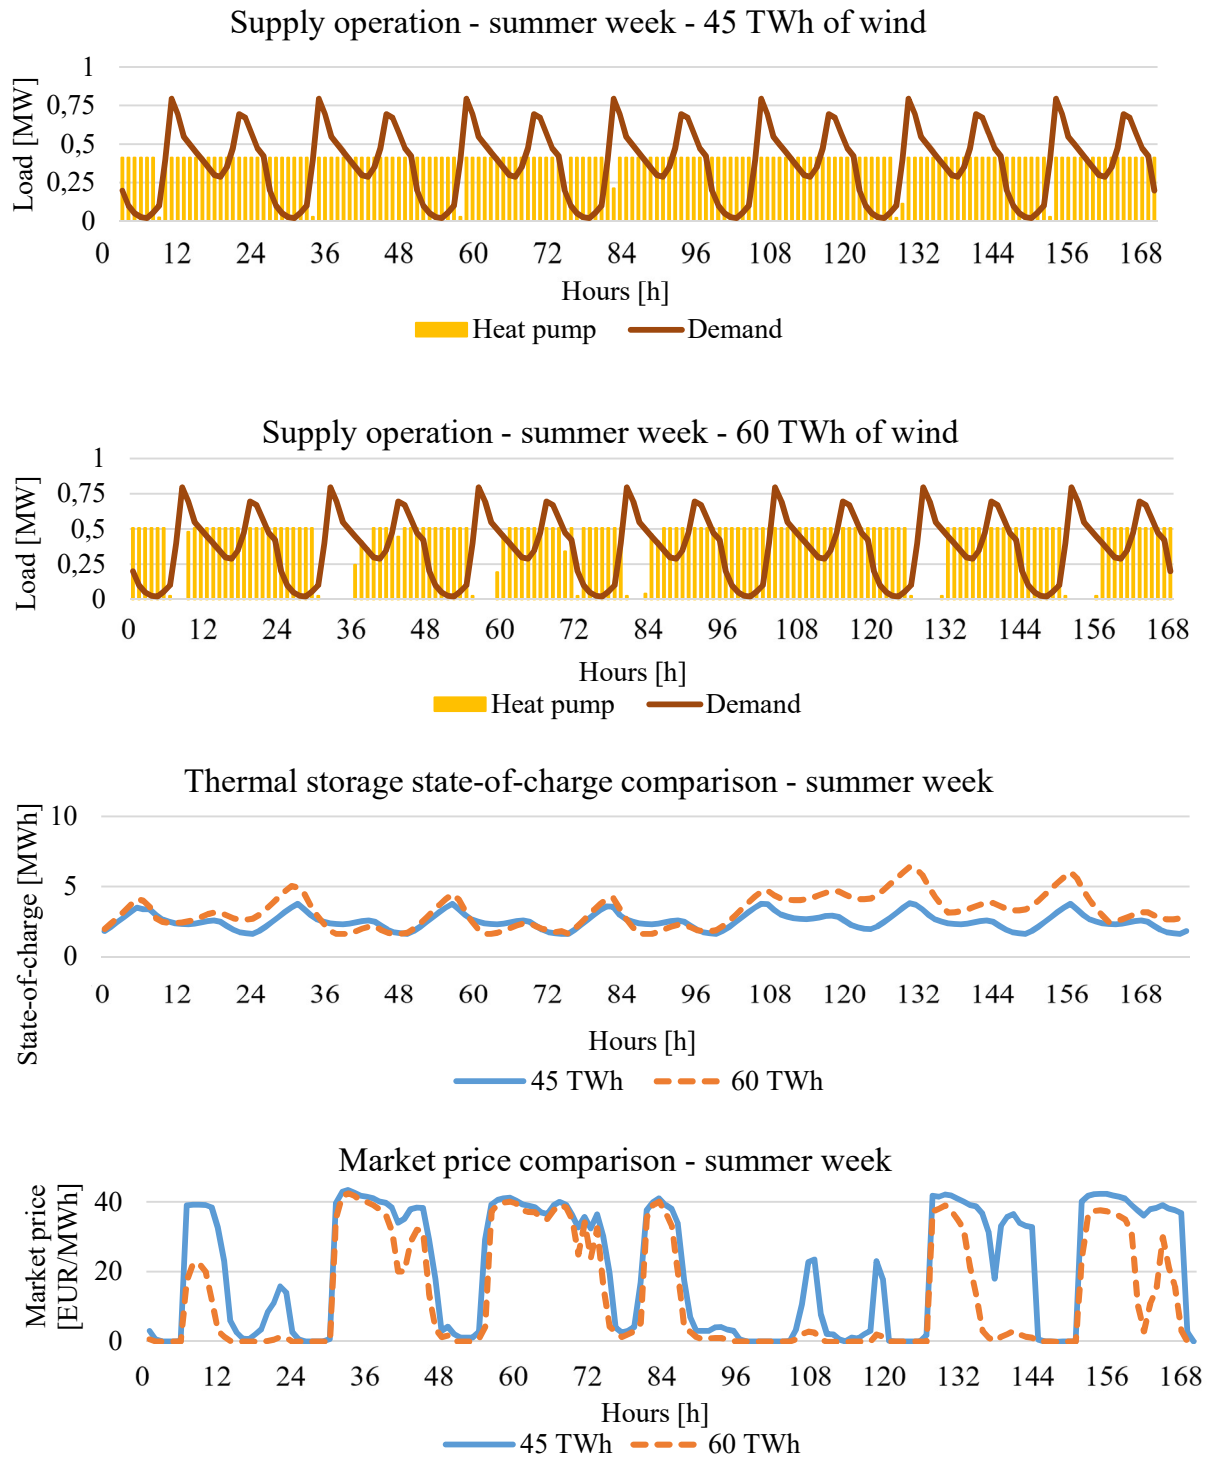 Supply operation - summer week - 45 TWh of wind
Load [MW]
1
0,75
0,5
0,25
0
0 12 24 36 48 60 72 84 96 108 120 132 144 156 168
Hours [h]
Heat pump Demand
Supply operation - summer week - 60 TWh of wind
Load [MW]
1
0,75
0,5
0,25
0
0 12 24 36 48 60 72 84 96 108 120 132 144 156 168
Hours [h]
Heat pump Demand
Thermal storage state-of-charge comparison - summer week
State-of-charge [MWh]
10
5
0
0 12 24 36 48 60 72 84 96 108 120 132 144 156 168
Hours [h]
45 TWh 60 TWh
Market price comparison - summer week
Market price
[EUR/MWh]
40
20
0
0 12 24 36 48 60 72 84 96 108 120 132 144 156 168
Hours [h]
45 TWh 60 TWh